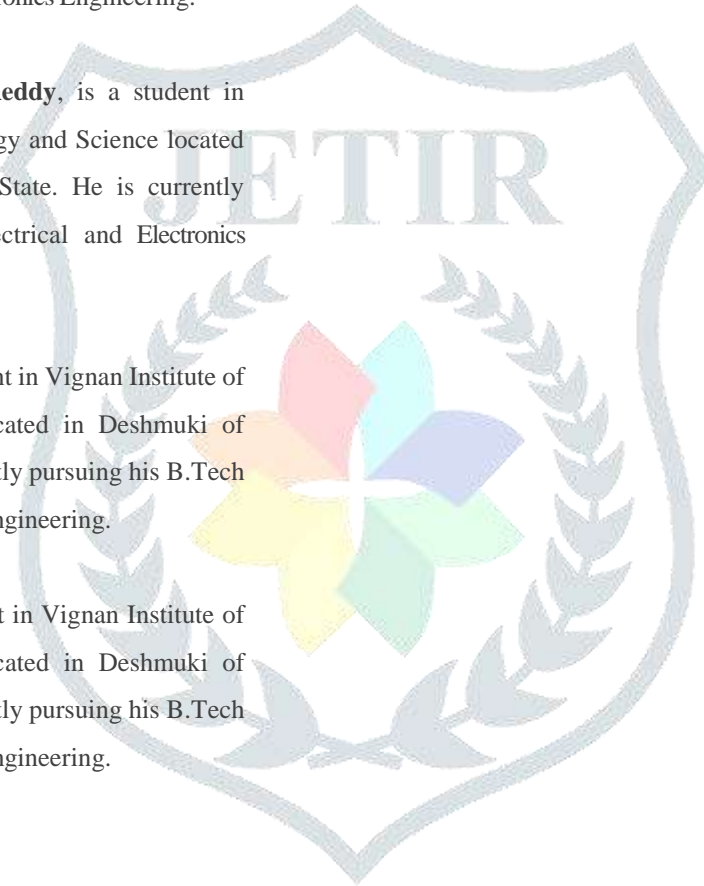 Engineering.
eddy, is a student in
gy and Science located
State. He is currently
ectrical and Electronics
nt in Vignan Institute of
cated in Deshmuki of
tly pursuing his B.Tech
ngineering.
t in Vignan Institute of
cated in Deshmuki of
tly pursuing his B.Tech
ngineering.
JETIR